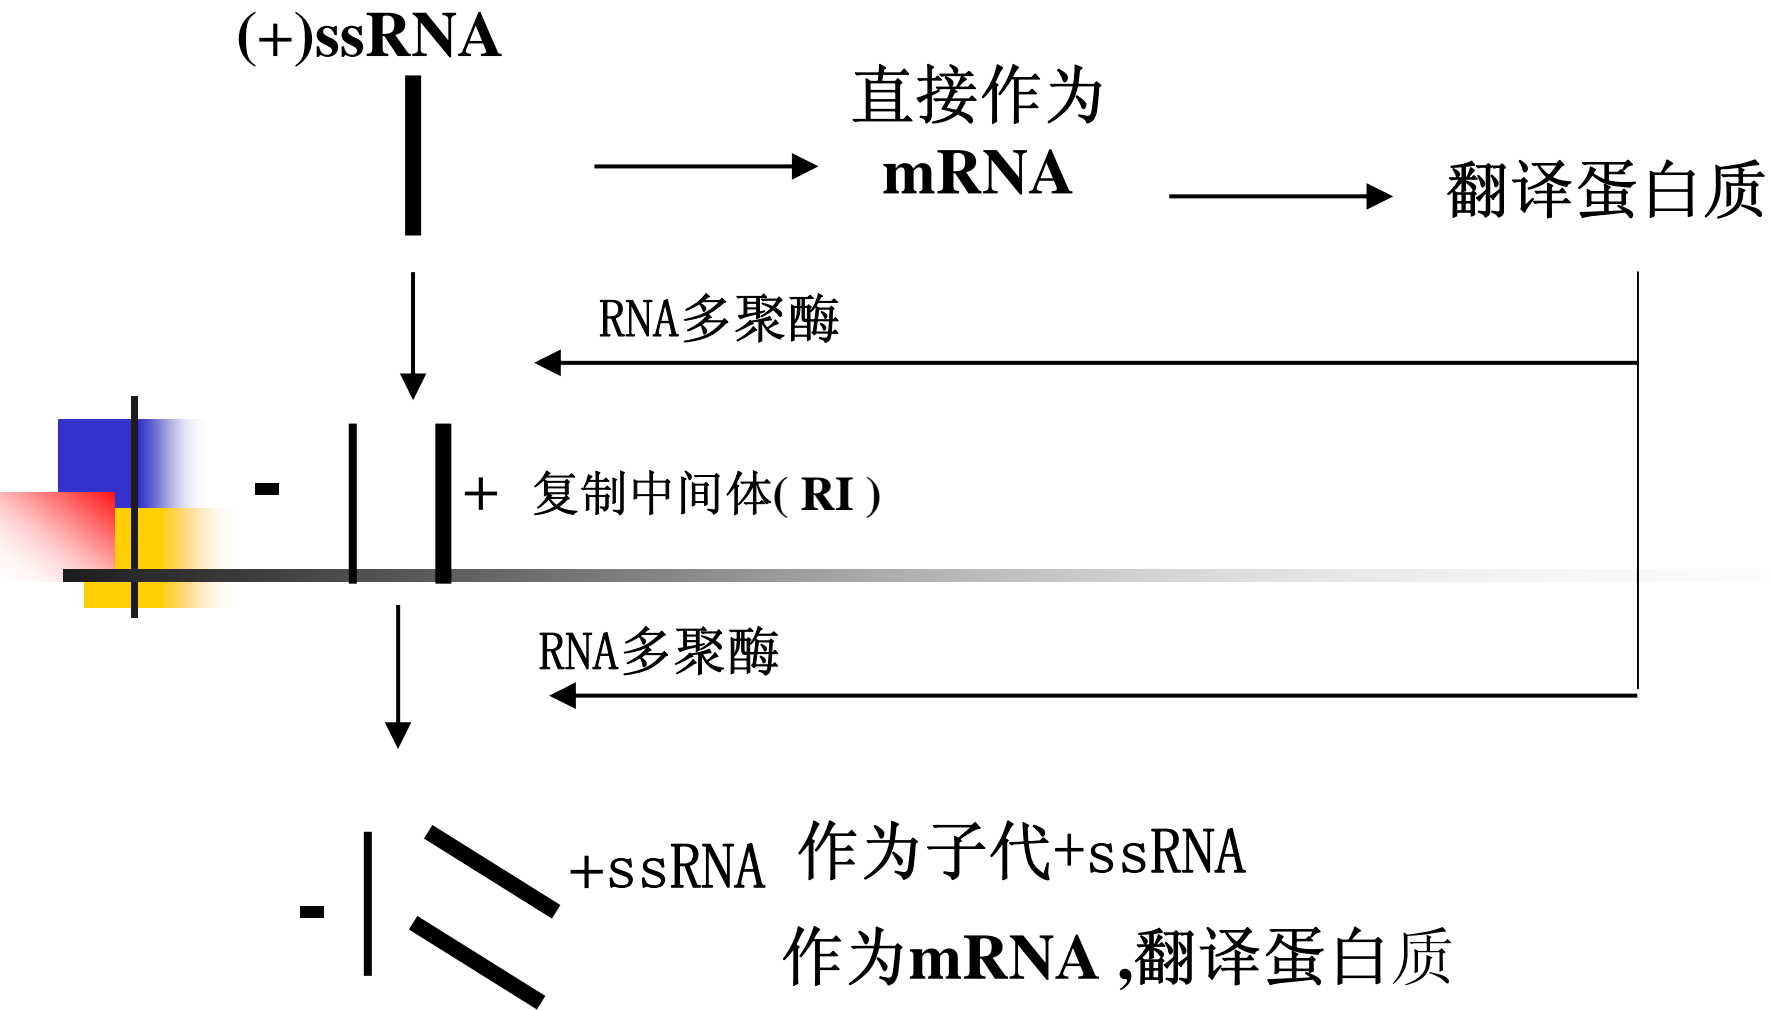 (+)ssRNA
直接作为
mRNA
翻译蛋白质
RNA多聚酶
- + 复制中间体( RI )
RNA多聚酶
+ssRNA 作为子代+ssRNA
-
作为mRNA ,翻译蛋白质